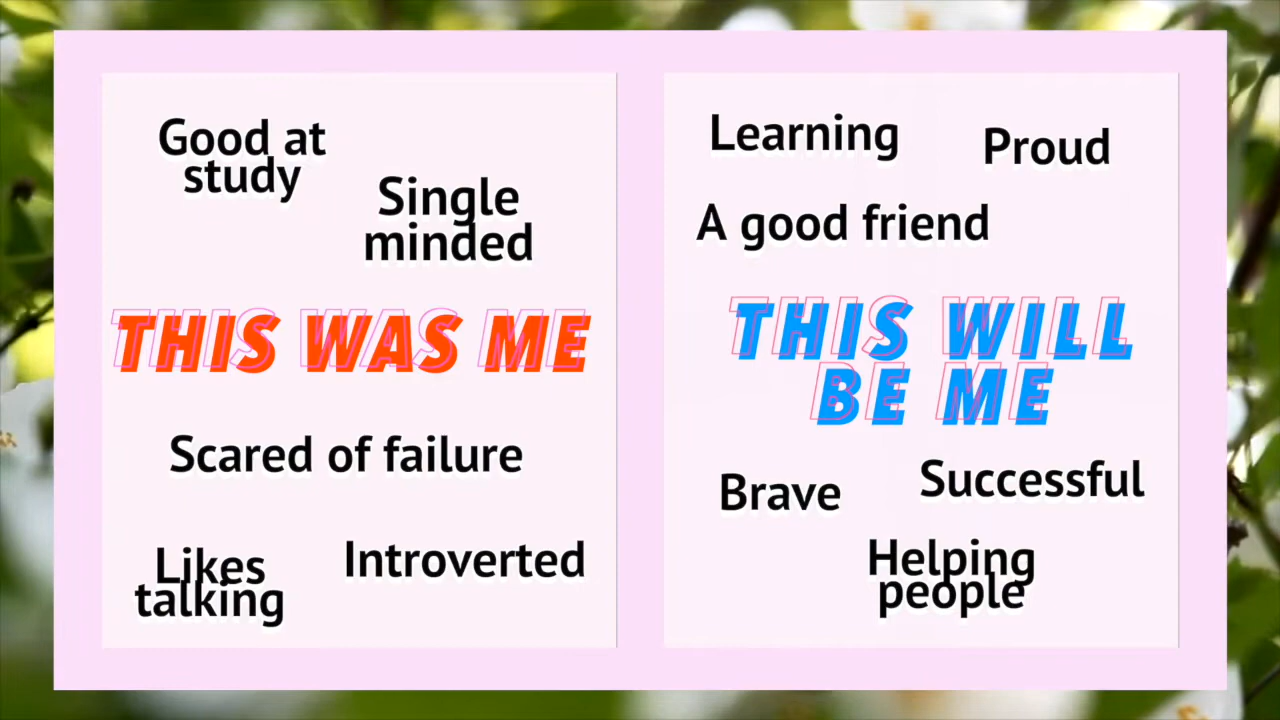 Good at
study
Single
minded
THIS WAS ME
Scared of failure
Likes
talking
Introverted
Learning
Proud
A good friend
THIS WILL
BE ME
Brave
Successful
Helping
people